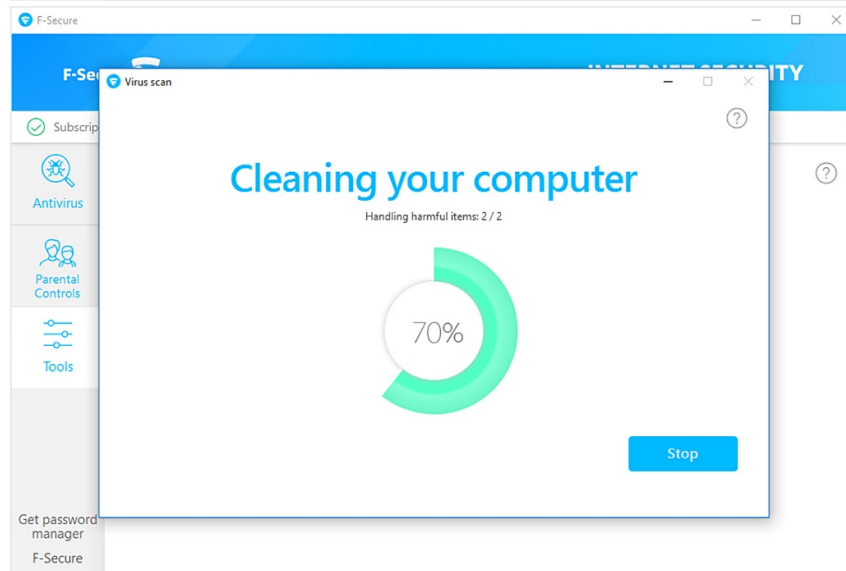 F-Secure
Virus scan
Subscrip
Cleaning your computer
Handling harmful items: 2 / 2
70%
Stop
Antivirus
Parental
Controls
Tools
Get password
manager
F-Secure